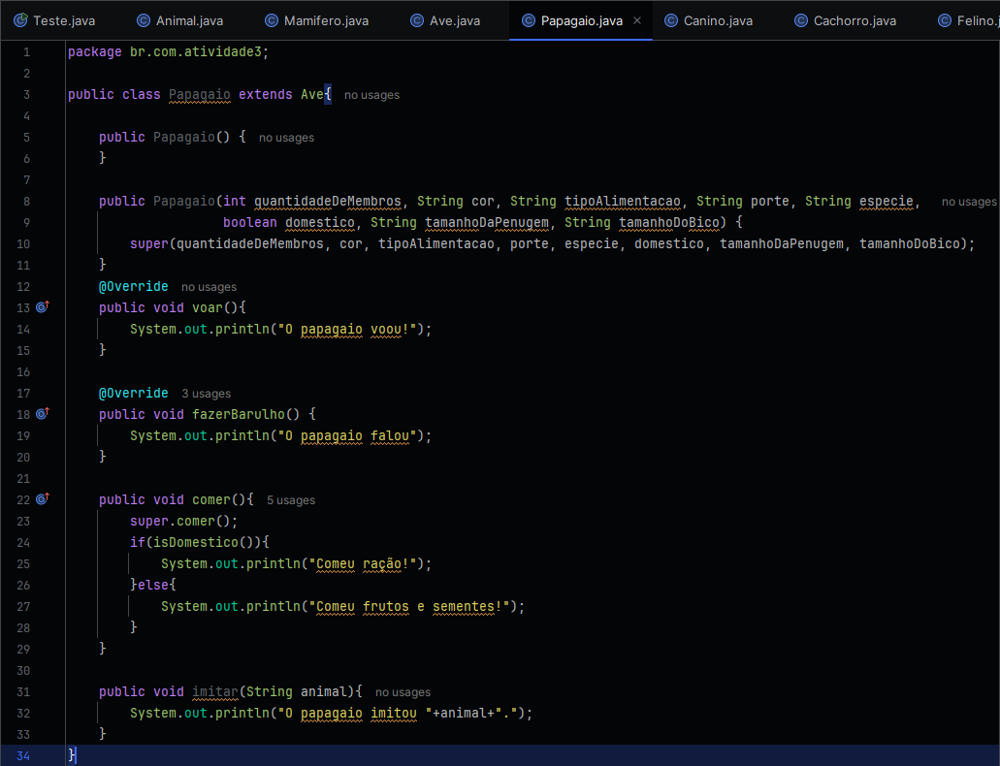 Teste.java Animal.java Mamifero.java Ave.java Papagaio.java × Canino.java Cachorro.java Felino.j
1 package br.com.atividade3;
2
3 public class Papagaio extends Ave{ no usages
4
5 public Papagaio() { no usages
6 }
7
8 public Papagaio(int quantidadeDeMembros, String cor, String tipoAlimentacao, String porte, String especie, no usages
9 boolean domestico, String tamanhoDaPenugem, String tamanhoDoBico) {
10 super(quantidadeDeMembros, cor, tipoAlimentacao, porte, especie, domestico, tamanhoDaPenugem, tamanhoDoBico);
11 }
12 @Override no usages
13 public void voar(){
14 System.out.println("O papagaio voou!");
15 }
16
17 @Override 3 usages
18 public void fazerBarulho() {
19 System.out.println("O papagaio falou");
20 }
21
22 public void comer(){ 5 usages
23 super.comer();
24 if(isDomestico()){
25 System.out.println("Comeu ração!");
26 }else{
27 System.out.println("Comeu frutos e sementes!");
28 }
29 }
30
31 public void imitar(String animal){ no usages
32 System.out.println("O papagaio imitou "+animal+".");
33 }
34 }